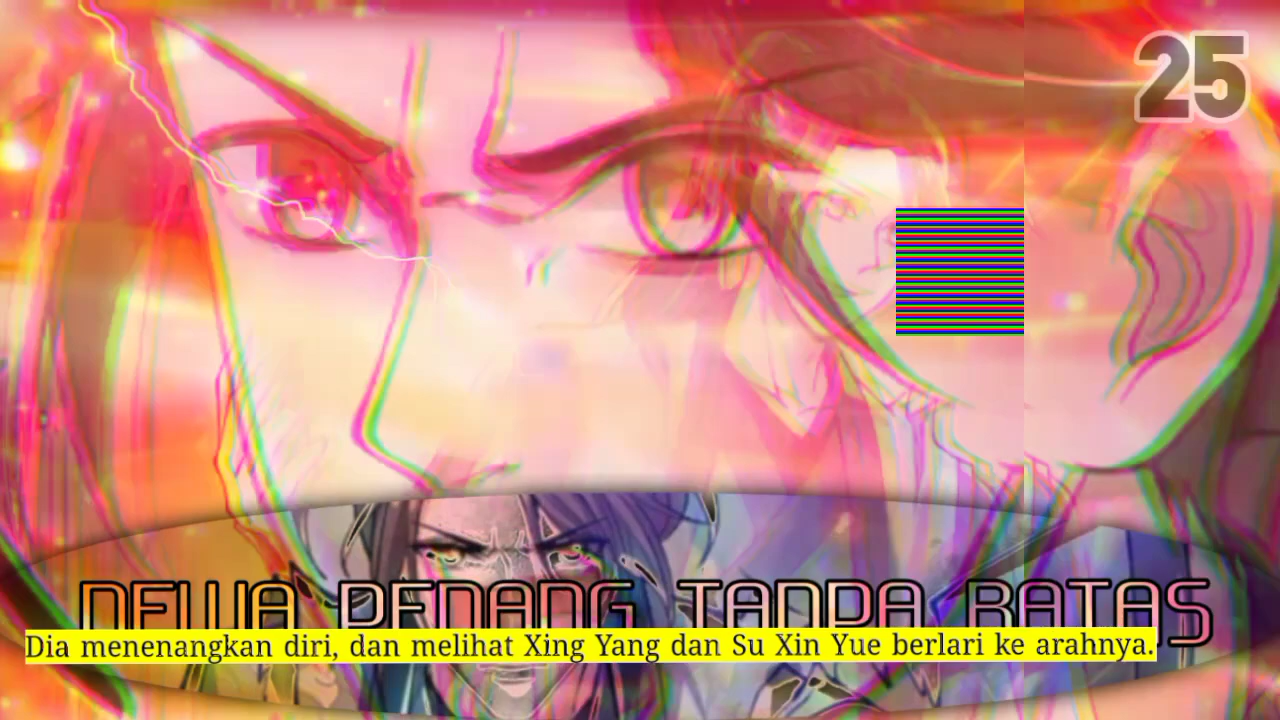 25
DEWA PEDANG TANPA BATAS
Dia menenangkan diri, dan melihat Xing Yang dan Su Xin Yue berlari ke arahnya.